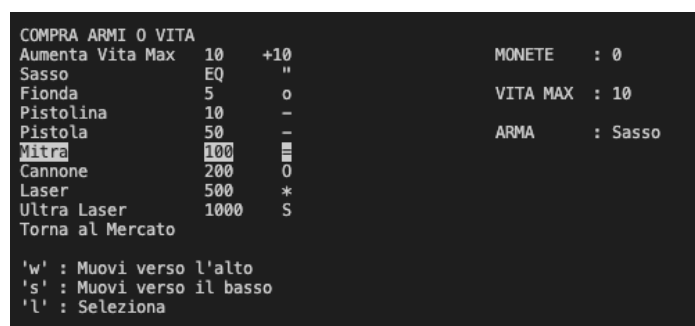 COMPRA ARMI O VITA
Aumenta Vita Max 10 +10 MONETE : 0
Sasso EQ "
Fionda 5 o VITA MAX : 10
Pistolina 10 -
Pistola 50 - ARMA : Sasso
Mitra 100 =
Cannone 200 O
Laser 500 *
Ultra Laser 1000 S
Torna al Mercato
'w' : Muovi verso l'alto
's' : Muovi verso il basso
'l' : Seleziona